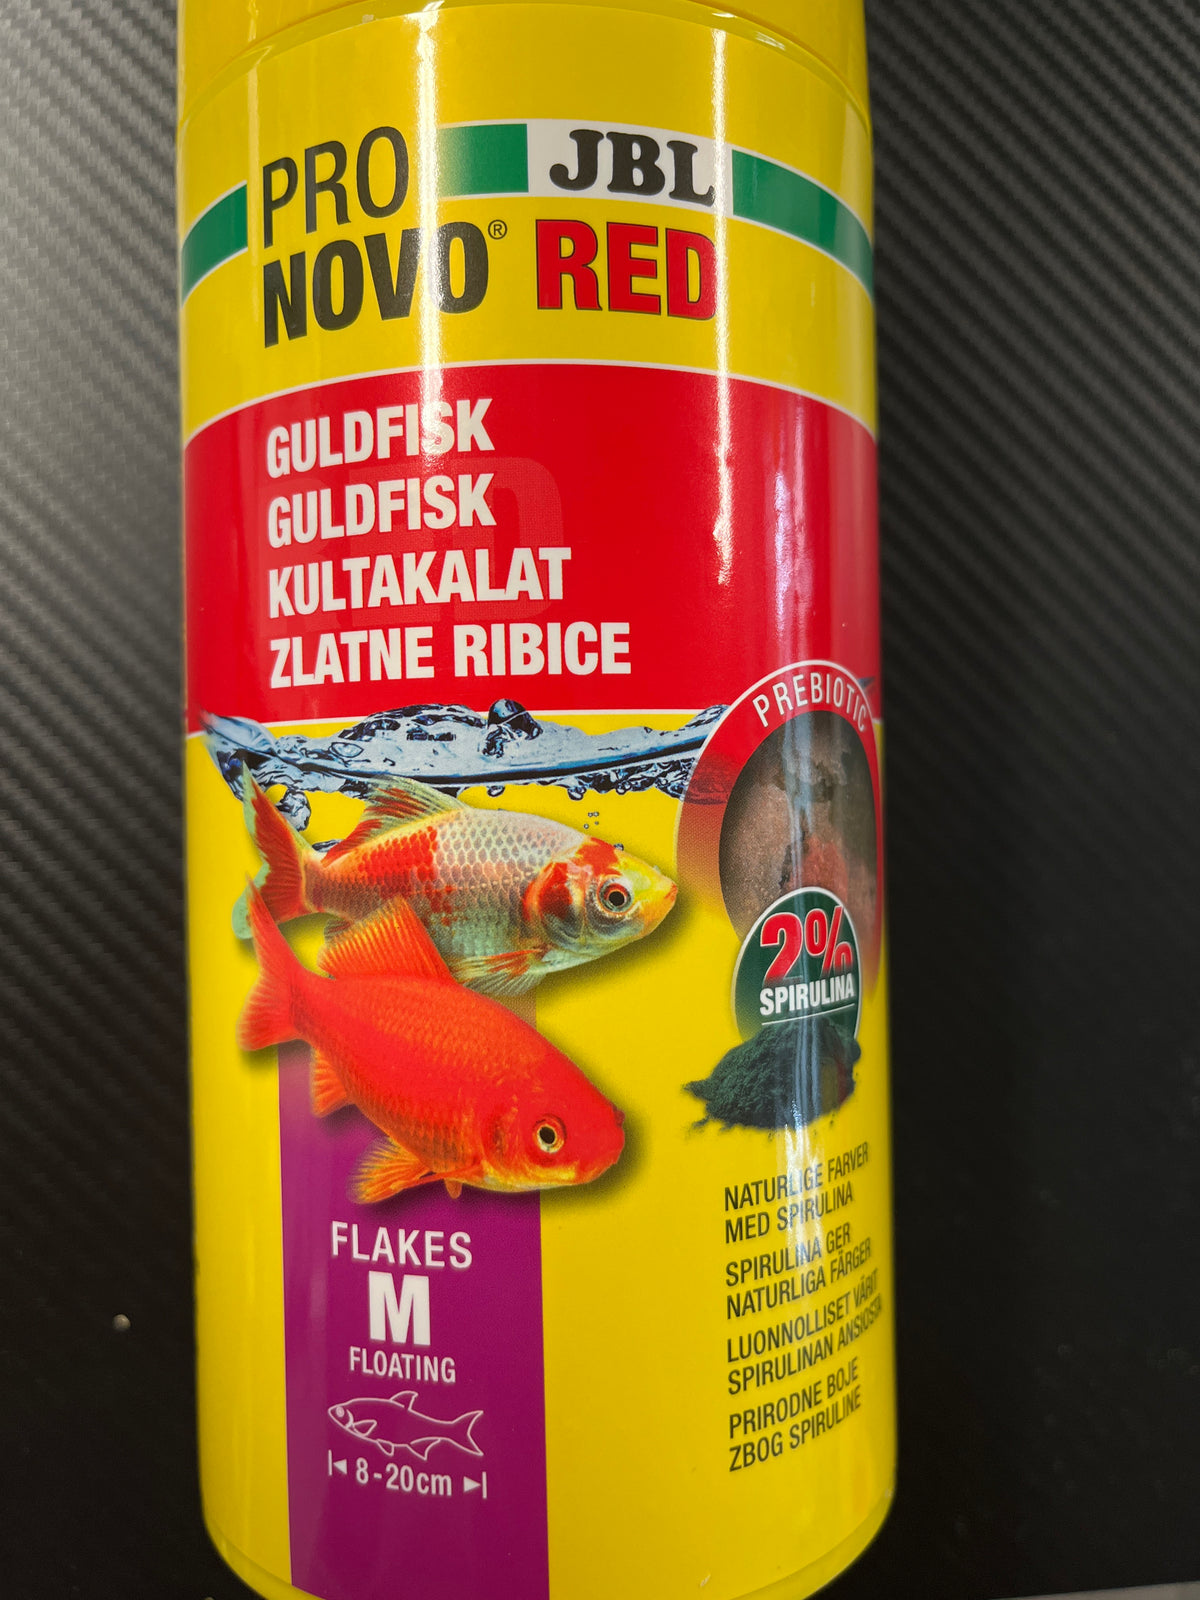 PRO
JBL
NOVO® RED
GULDFISK
GULDFISK
KULTAKALAT
ZLATNE RIBICE
PREBIOTIC
2%
SPIRULINA
FLAKES
M
FLOATING
8-20cm
NATURLIGE FARVER
MED SPIRULINA
SPIRULINA GER
NATURLIGA FÄRGER
LUONNOLLISET VÄRIT
SPIRULINAN ANSIOSTA
PRIRODNE BOJE
ZBOG SPIRULINE